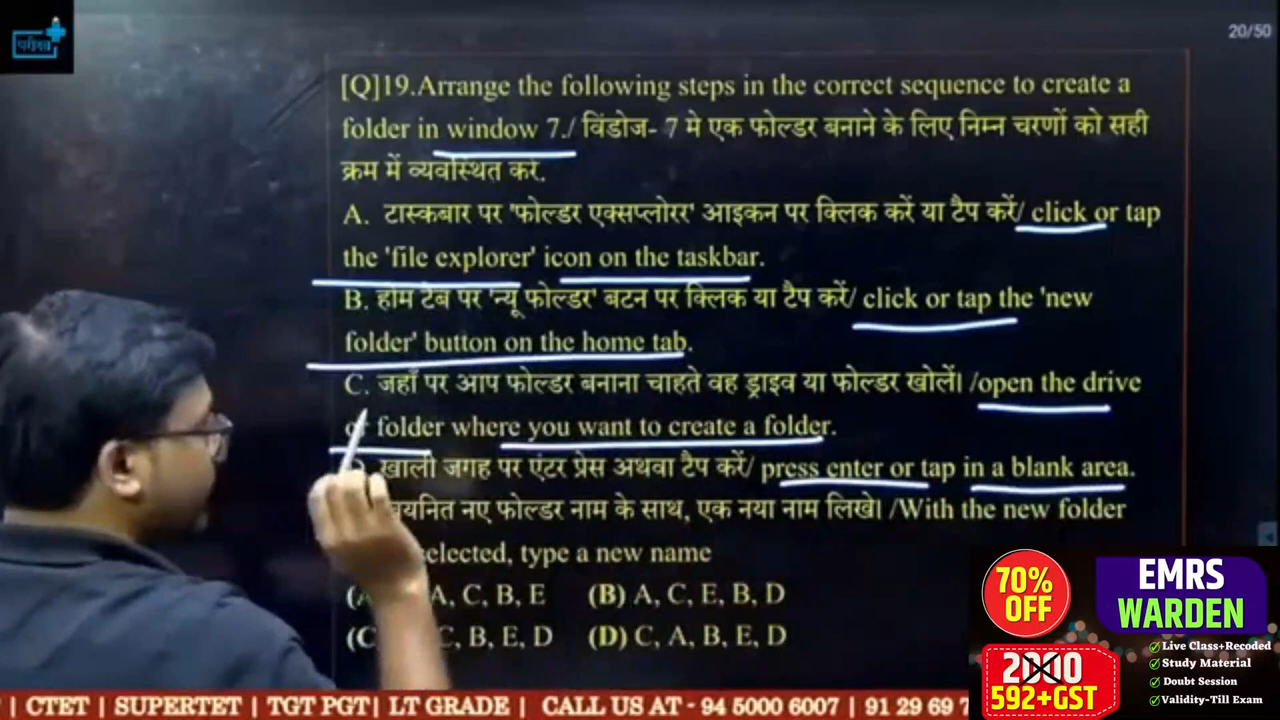 परीक्षा
20/50
[Q]19.Arrange the following steps in the correct sequence to create a
folder in window 7./ विंडोज- 7 मे एक फोल्डर बनाने के लिए निम्न चरणों को सही
क्रम में व्यवस्थित करे.
A. टास्कबार पर 'फोल्डर एक्सप्लोरर' आइकन पर क्लिक करें या टैप करें/ click or tap
the 'file explorer' icon on the taskbar.
B. होम टैब पर 'न्यू फोल्डर' बटन पर क्लिक या टैप करें/ click or tap the 'new
folder' button on the home tab.
C. जहाँ पर आप फोल्डर बनाना चाहते वह ड्राइव या फोल्डर खोलें। /open the drive
folder where you want to create a folder.
खाली जगह पर एंटर प्रेस अथवा टैप करें/ press enter or tap in a blank area.
नए फोल्डर नाम के साथ, एक नया नाम लिखे। /With the new folder
selected, type a new name
A, C, B, E (B) A, C, E, B, D
(C B, E, D (D) C, A, B, E, D
70%
OFF
2000
592+GST
EMRS
WARDEN
Live Class+Recoded
Study Material
Doubt Session
Validity-Till Exam
| CTET | SUPERTET | TGT PGT | LT GRADE | CALL US AT - 94 5000 6007 | 91 29 69 7